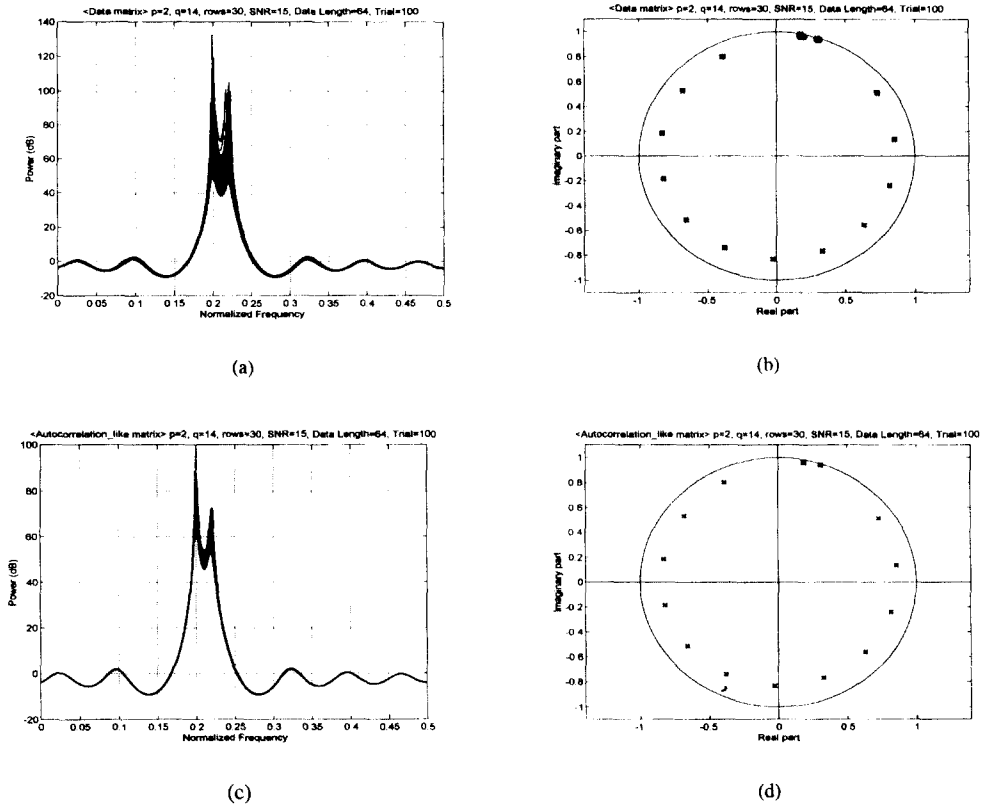 <Data matrix> p=2, q=14, rows=30, SNR=15, Data Length=64, Trial=100
140
120
100
80
60
40
20
0
-20
Power (dB)
0 0.05 0.1 0.15 0.2 0.25 0.3 0.35 0.4 0.45 0.5
Normalized Frequency
(a)
<Data matrix> p=2, q=14, rows=30, SNR=15, Data Length=64, Trial=100
1
0.8
0.6
0.4
0.2
0
-0.2
-0.4
-0.6
-0.8
-1
Imaginary part
-1 -0.5 0 0.5 1
Real part
(b)
<Autocorrelation_like matrix> p=2, q=14, rows=30, SNR=15, Data Length=64, Trial=100
100
80
60
40
20
0
-20
Power (dB)
0 0.05 0.1 0.15 0.2 0.25 0.3 0.35 0.4 0.45 0.5
Normalized Frequency
(c)
<Autocorrelation_like matrix> p=2, q=14, rows=30, SNR=15, Data Length=64, Trial=100
1
0.8
0.6
0.4
0.2
0
-0.2
-0.4
-0.6
-0.8
-1
Imaginary part
-1 -0.5 0 0.5 1
Real part
(d)